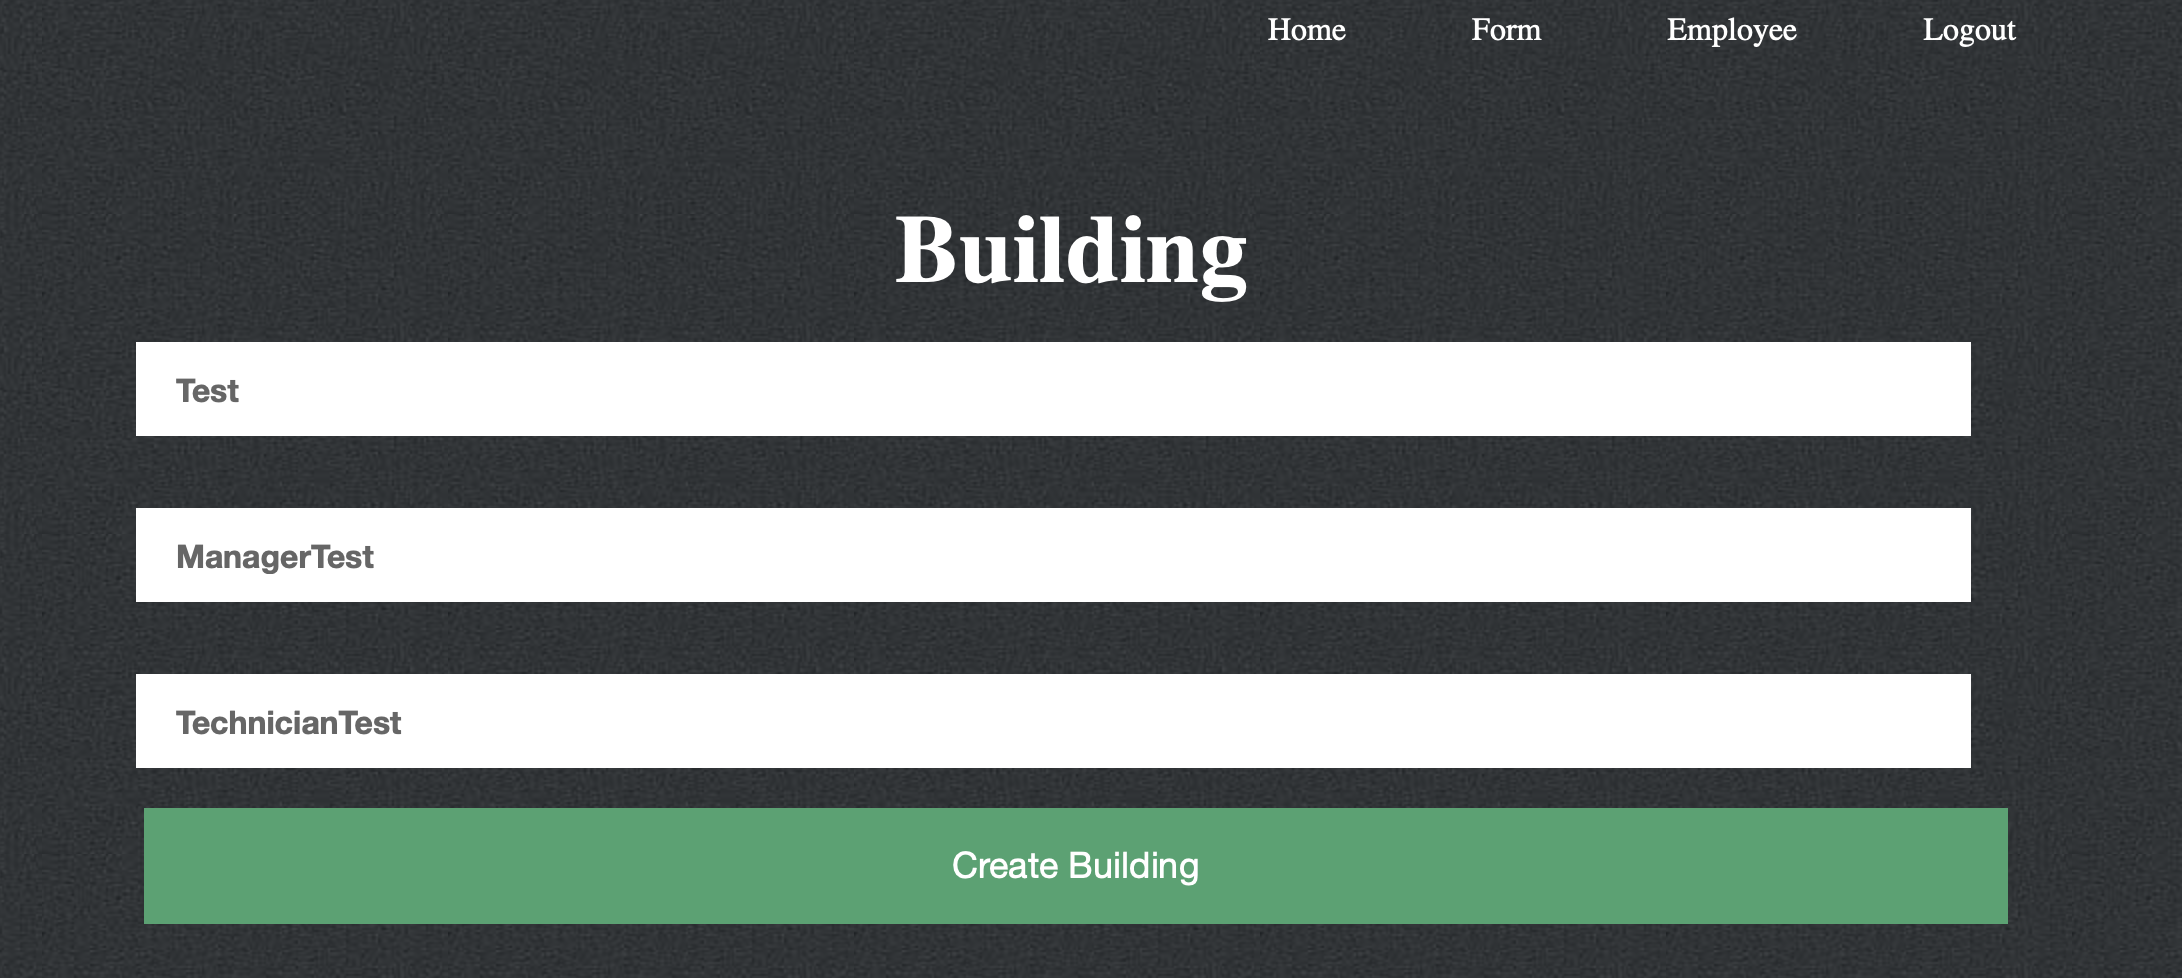 Home Form Employee Logout
Building
Test
ManagerTest
TechnicianTest
Create Building